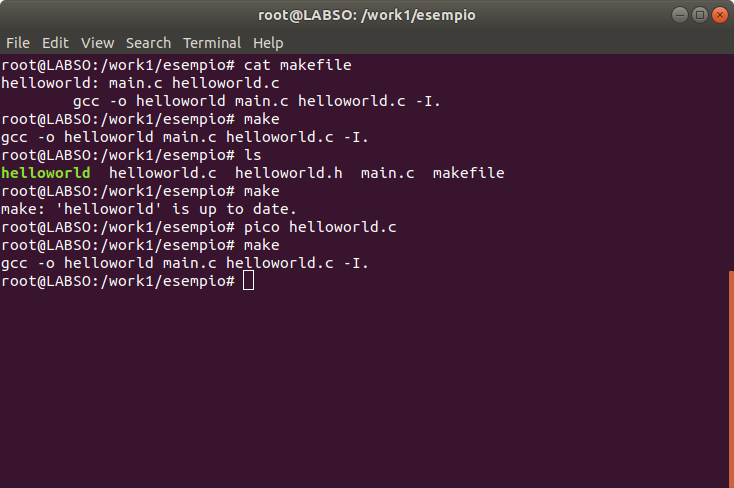 root@LABSO: /work1/esempio
File Edit View Search Terminal Help
root@LABSO:/work1/esempio# cat makefile
helloworld: main.c helloworld.c
        gcc -o helloworld main.c helloworld.c -I.
root@LABSO:/work1/esempio# make
gcc -o helloworld main.c helloworld.c -I.
root@LABSO:/work1/esempio# ls
helloworld  helloworld.c  helloworld.h  main.c  makefile
root@LABSO:/work1/esempio# make
make: 'helloworld' is up to date.
root@LABSO:/work1/esempio# pico helloworld.c
root@LABSO:/work1/esempio# make
gcc -o helloworld main.c helloworld.c -I.
root@LABSO:/work1/esempio#